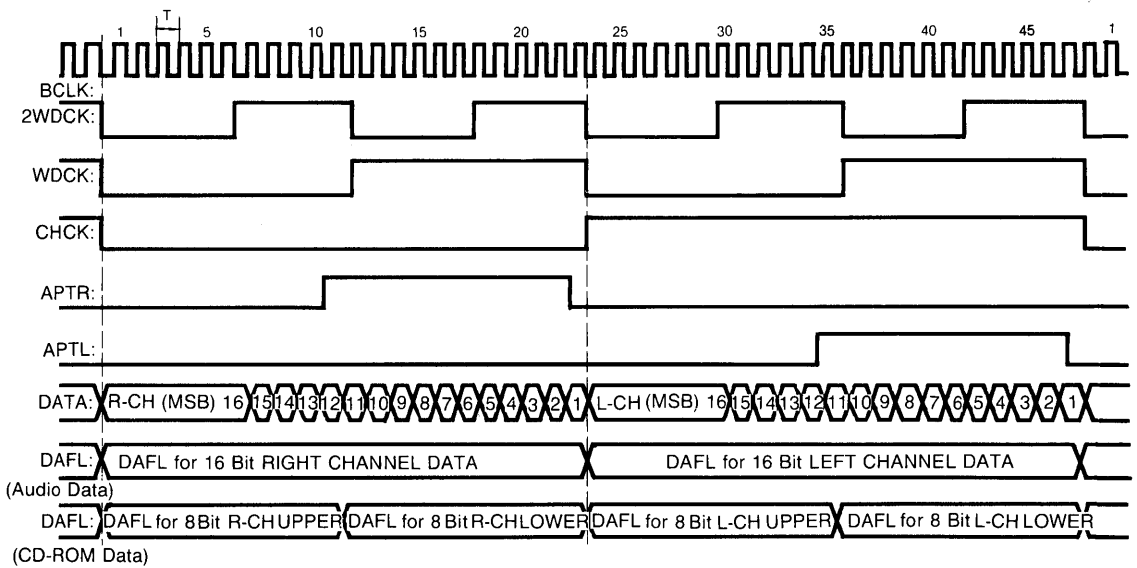 T
1 5 10 15 20 25 30 35 40 45 1
BCLK:
2WDCK:
WDCK:
CHCK:
APTR:
APTL:
DATA: R-CH (MSB) 16 15 14 13 12 11 10 9 8 7 6 5 4 3 2 1 L-CH (MSB) 16 15 14 13 12 11 10 9 8 7 6 5 4 3 2 1
DAFL: DAFL for 16 Bit RIGHT CHANNEL DATA DAFL for 16 Bit LEFT CHANNEL DATA
(Audio Data)
DAFL: DAFL for 8 Bit R-CH UPPER DAFL for 8 Bit R-CH LOWER DAFL for 8 Bit L-CH UPPER DAFL for 8 Bit L-CH LOWER
(CD-ROM Data)